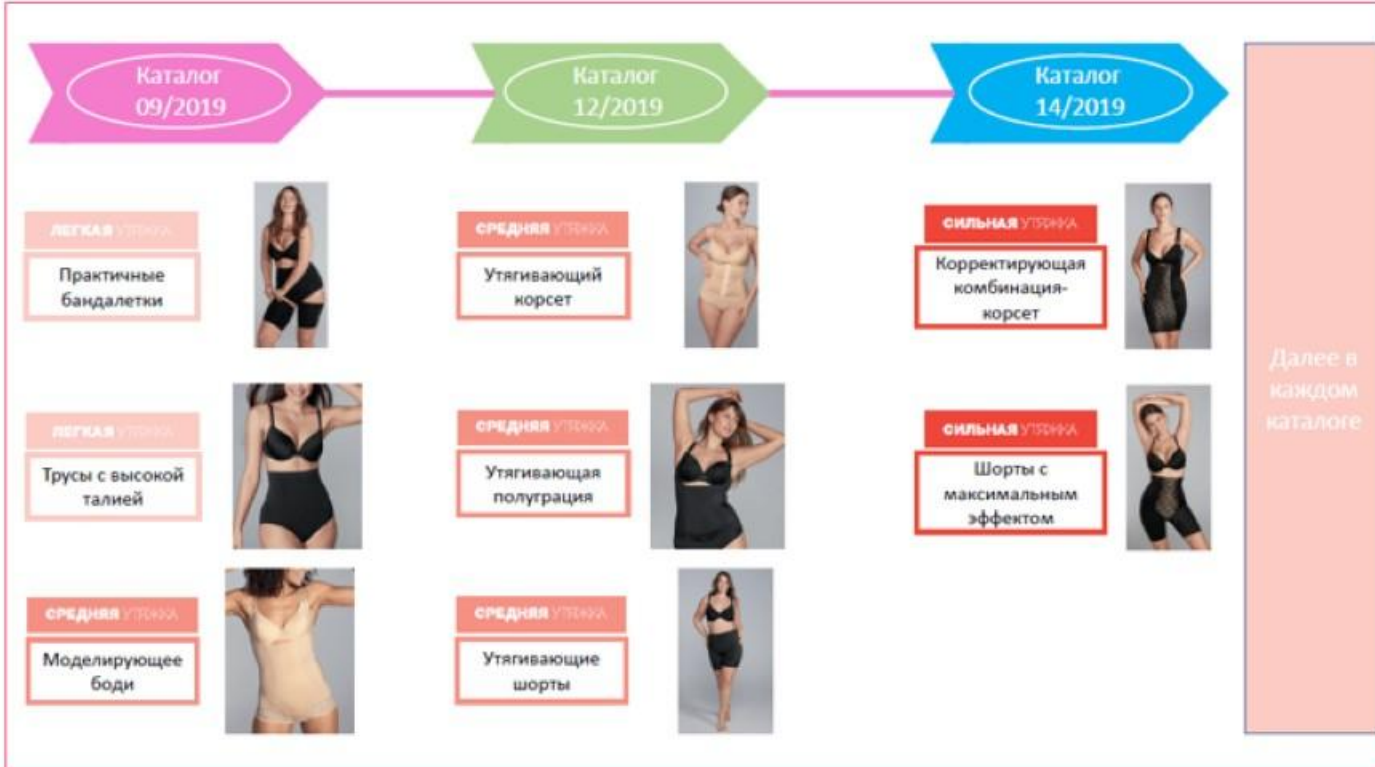 Каталог
09/2019
Каталог
12/2019
Каталог
14/2019
ЛЕГКАЯ УТЯЖКА
Практичные
бандалетки
СРЕДНЯЯ УТЯЖКА
Утягивающий
корсет
СИЛЬНАЯ УТЯЖКА
Корректирующая
комбинация-
корсет
ЛЕГКАЯ УТЯЖКА
Трусы с высокой
талией
СРЕДНЯЯ УТЯЖКА
Утягивающая
полуграция
СИЛЬНАЯ УТЯЖКА
Шорты с
максимальным
эффектом
СРЕДНЯЯ УТЯЖКА
Моделирующее
боди
СРЕДНЯЯ УТЯЖКА
Утягивающие
шорты
Далее в
каждом
каталоге